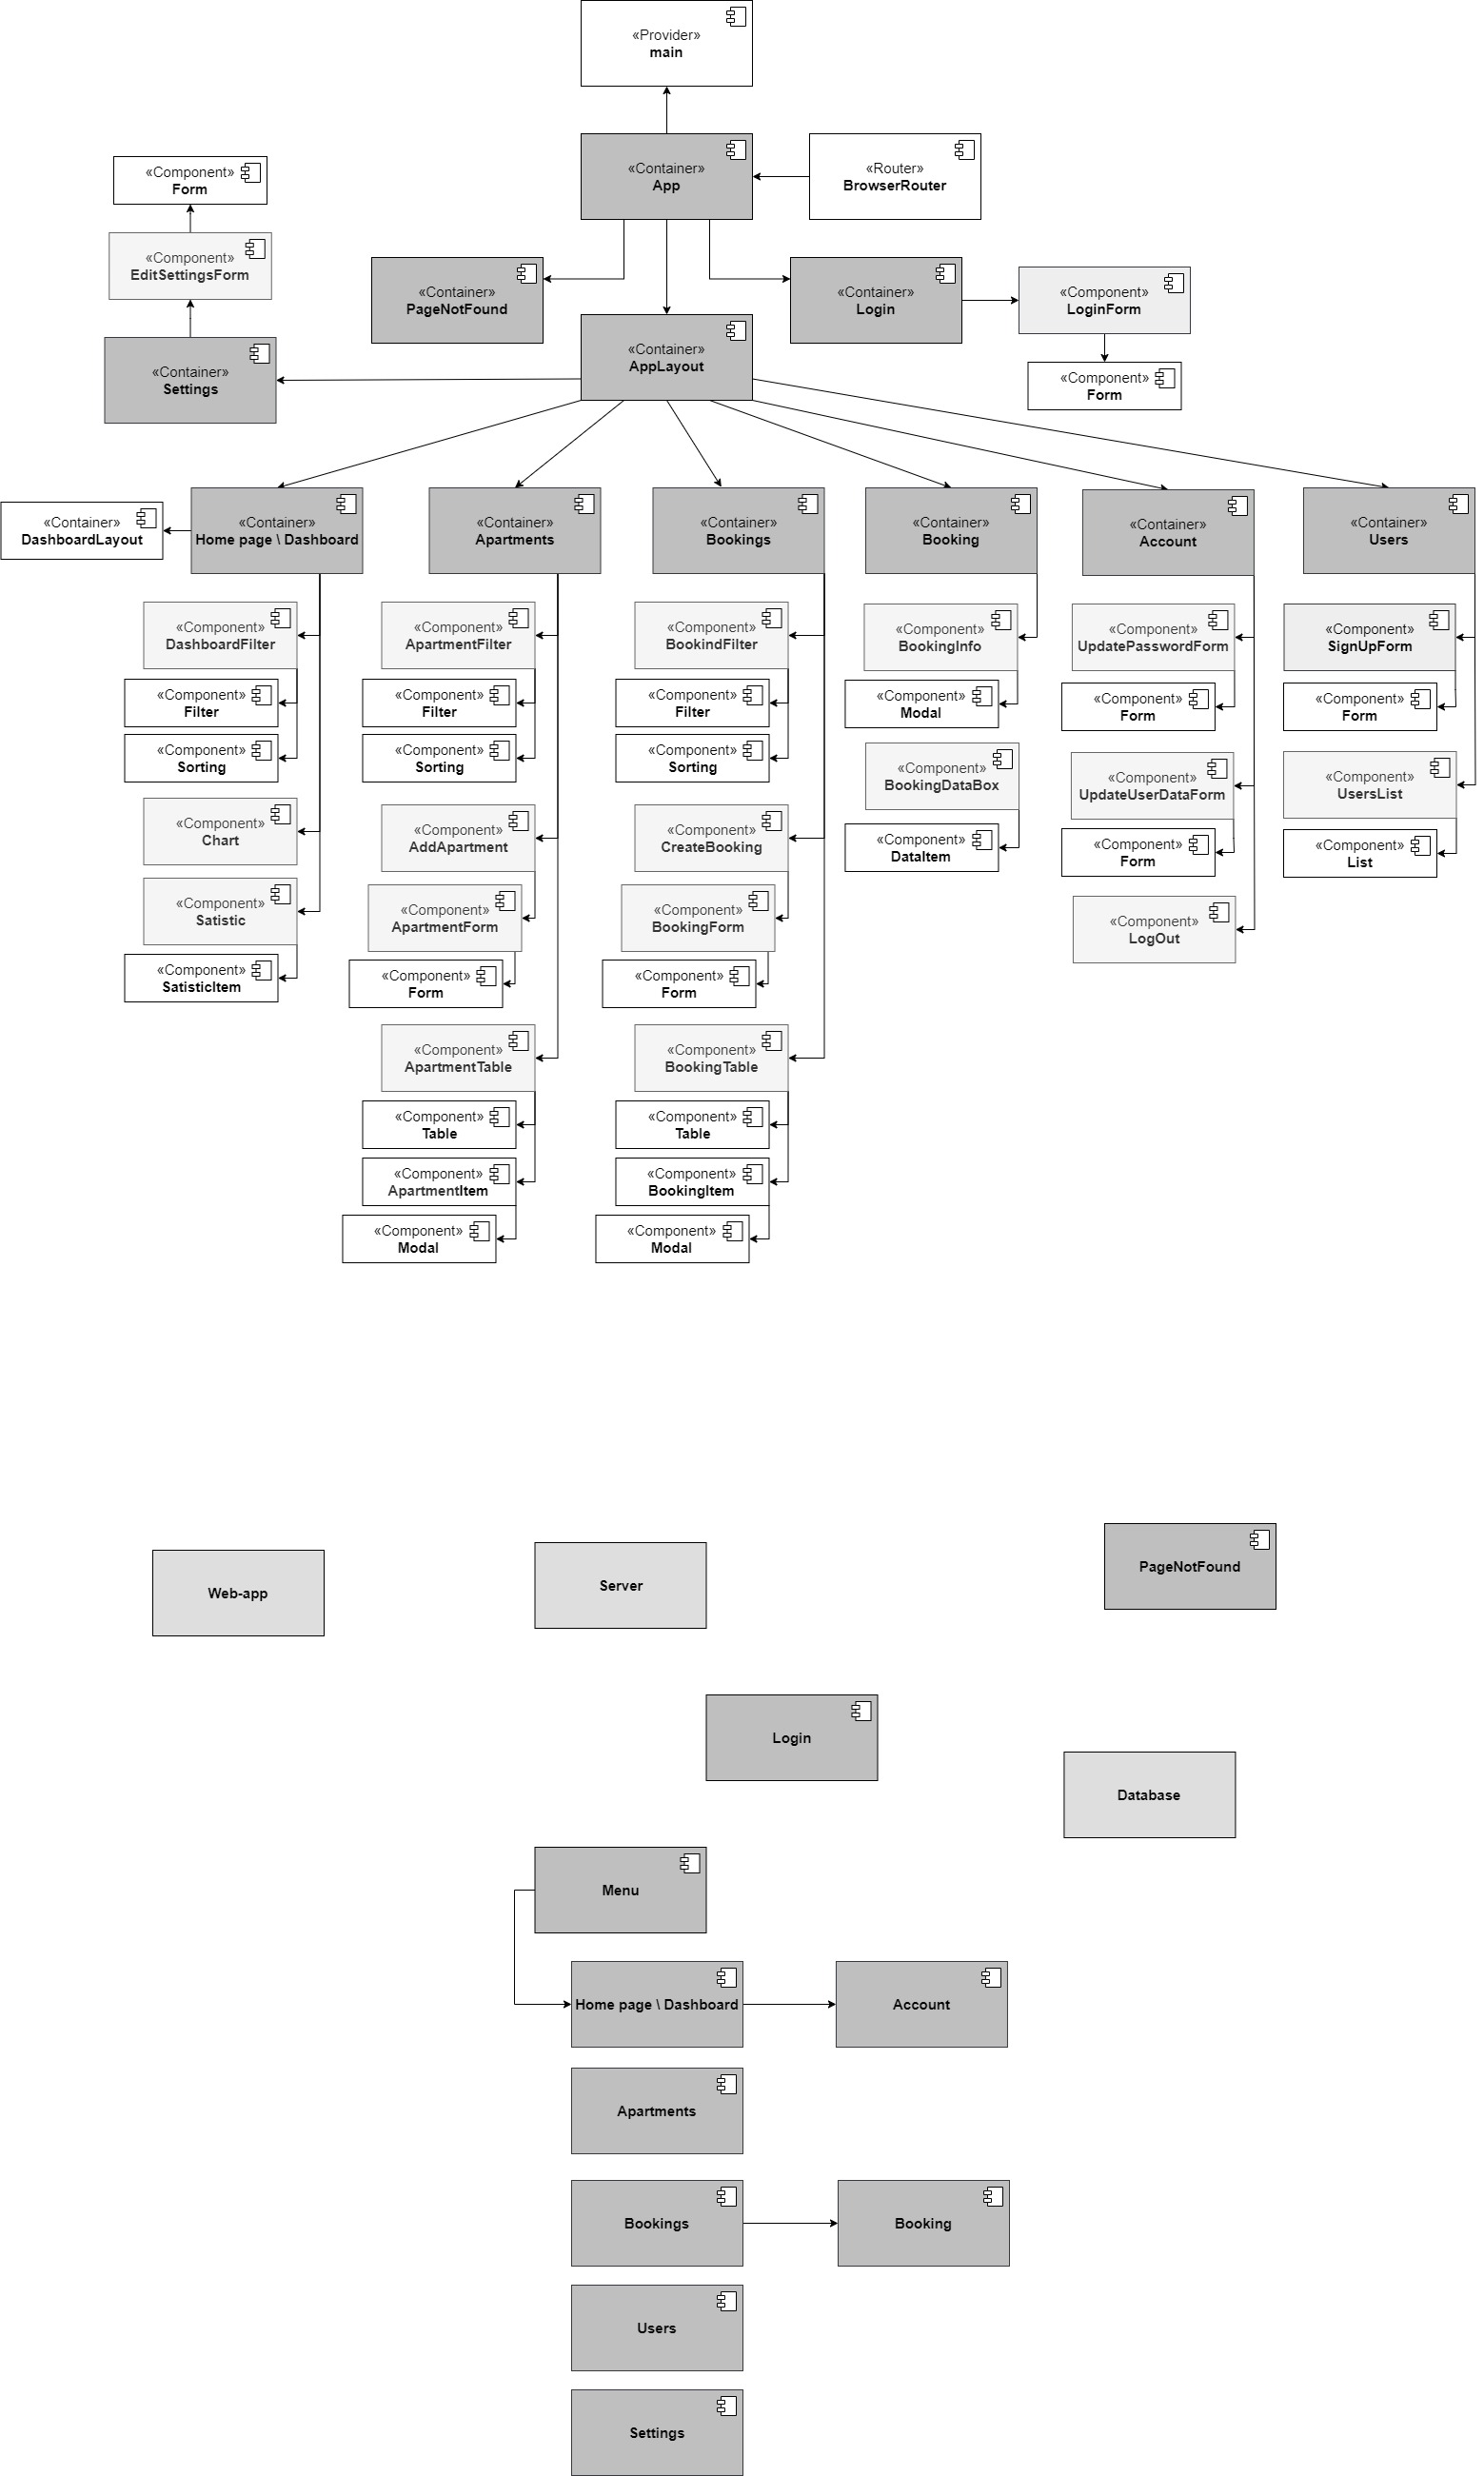 «Provider»
main
«Container»
App
«Router»
BrowserRouter
«Component»
Form
«Component»
EditSettingsForm
«Container»
Settings
«Container»
PageNotFound
«Container»
AppLayout
«Container»
Login
«Component»
LoginForm
«Component»
Form
«Container»
DashboardLayout
«Container»
Home page \ Dashboard
«Component»
DashboardFilter
«Component»
Filter
«Component»
Sorting
«Component»
Chart
«Component»
Satistic
«Component»
SatisticItem
«Container»
Apartments
«Component»
ApartmentFilter
«Component»
Filter
«Component»
Sorting
«Component»
AddApartment
«Component»
ApartmentForm
«Component»
Form
«Component»
ApartmentTable
«Component»
Table
«Component»
ApartmentItem
«Component»
Modal
«Container»
Bookings
«Component»
BookindFilter
«Component»
Filter
«Component»
Sorting
«Component»
CreateBooking
«Component»
BookingForm
«Component»
Form
«Component»
BookingTable
«Component»
Table
«Component»
BookingItem
«Component»
Modal
«Container»
Booking
«Component»
BookingInfo
«Component»
Modal
«Component»
BookingDataBox
«Component»
DataItem
«Container»
Account
«Component»
UpdatePasswordForm
«Component»
Form
«Component»
UpdateUserDataForm
«Component»
Form
«Component»
LogOut
«Container»
Users
«Component»
SignUpForm
«Component»
Form
«Component»
UsersList
«Component»
List
Web-app
Server
PageNotFound
Login
Database
Menu
Home page \ Dashboard
Account
Apartments
Bookings
Booking
Users
Settings